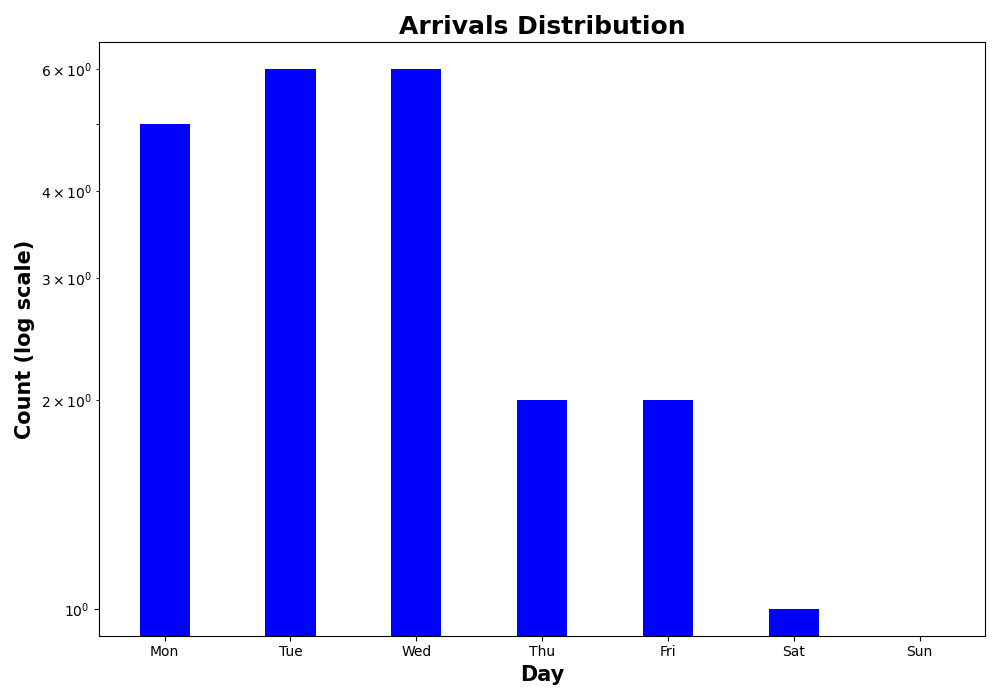 Arrivals Distribution
6 × 10⁰
4 × 10⁰
3 × 10⁰
2 × 10⁰
10⁰
Count (log scale)
Mon Tue Wed Thu Fri Sat Sun
Day